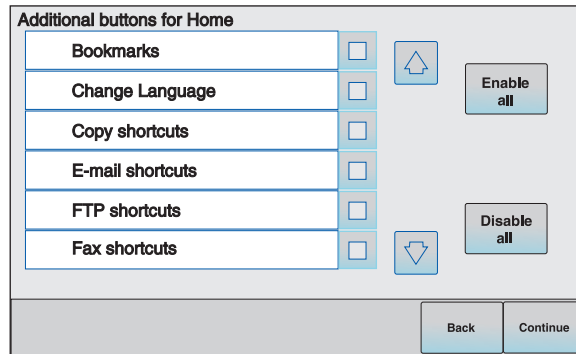 Additional buttons for Home
Bookmarks
Change Language
Copy shortcuts
E-mail shortcuts
FTP shortcuts
Fax shortcuts
Enable
all
Disable
all
Back
Continue